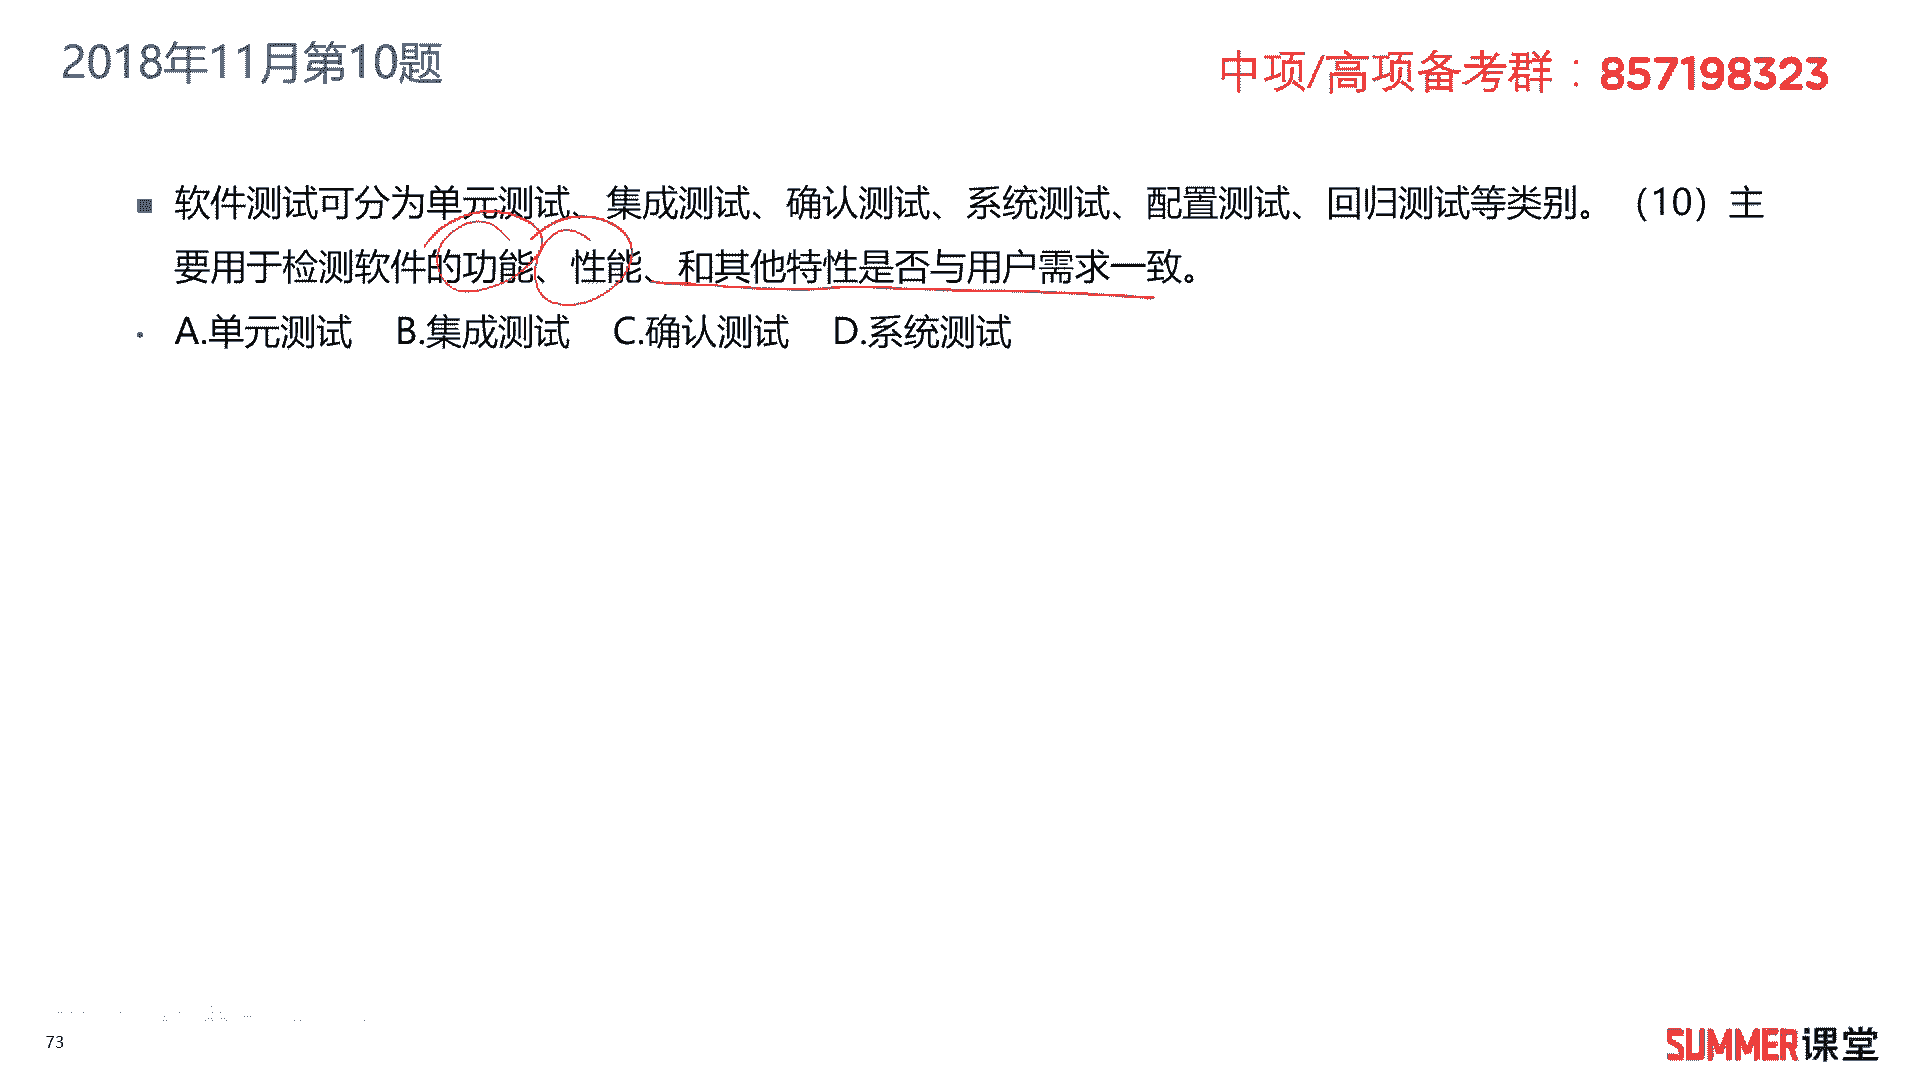 2018年11月第10题
中项/高项备考群：857198323
软件测试可分为单元测试、集成测试、确认测试、系统测试、配置测试、回归测试等类别。（10）主
要用于检测软件的功能、性能、和其他特性是否与用户需求一致。
A.单元测试 B.集成测试 C.确认测试 D.系统测试
73
SUMMER课堂